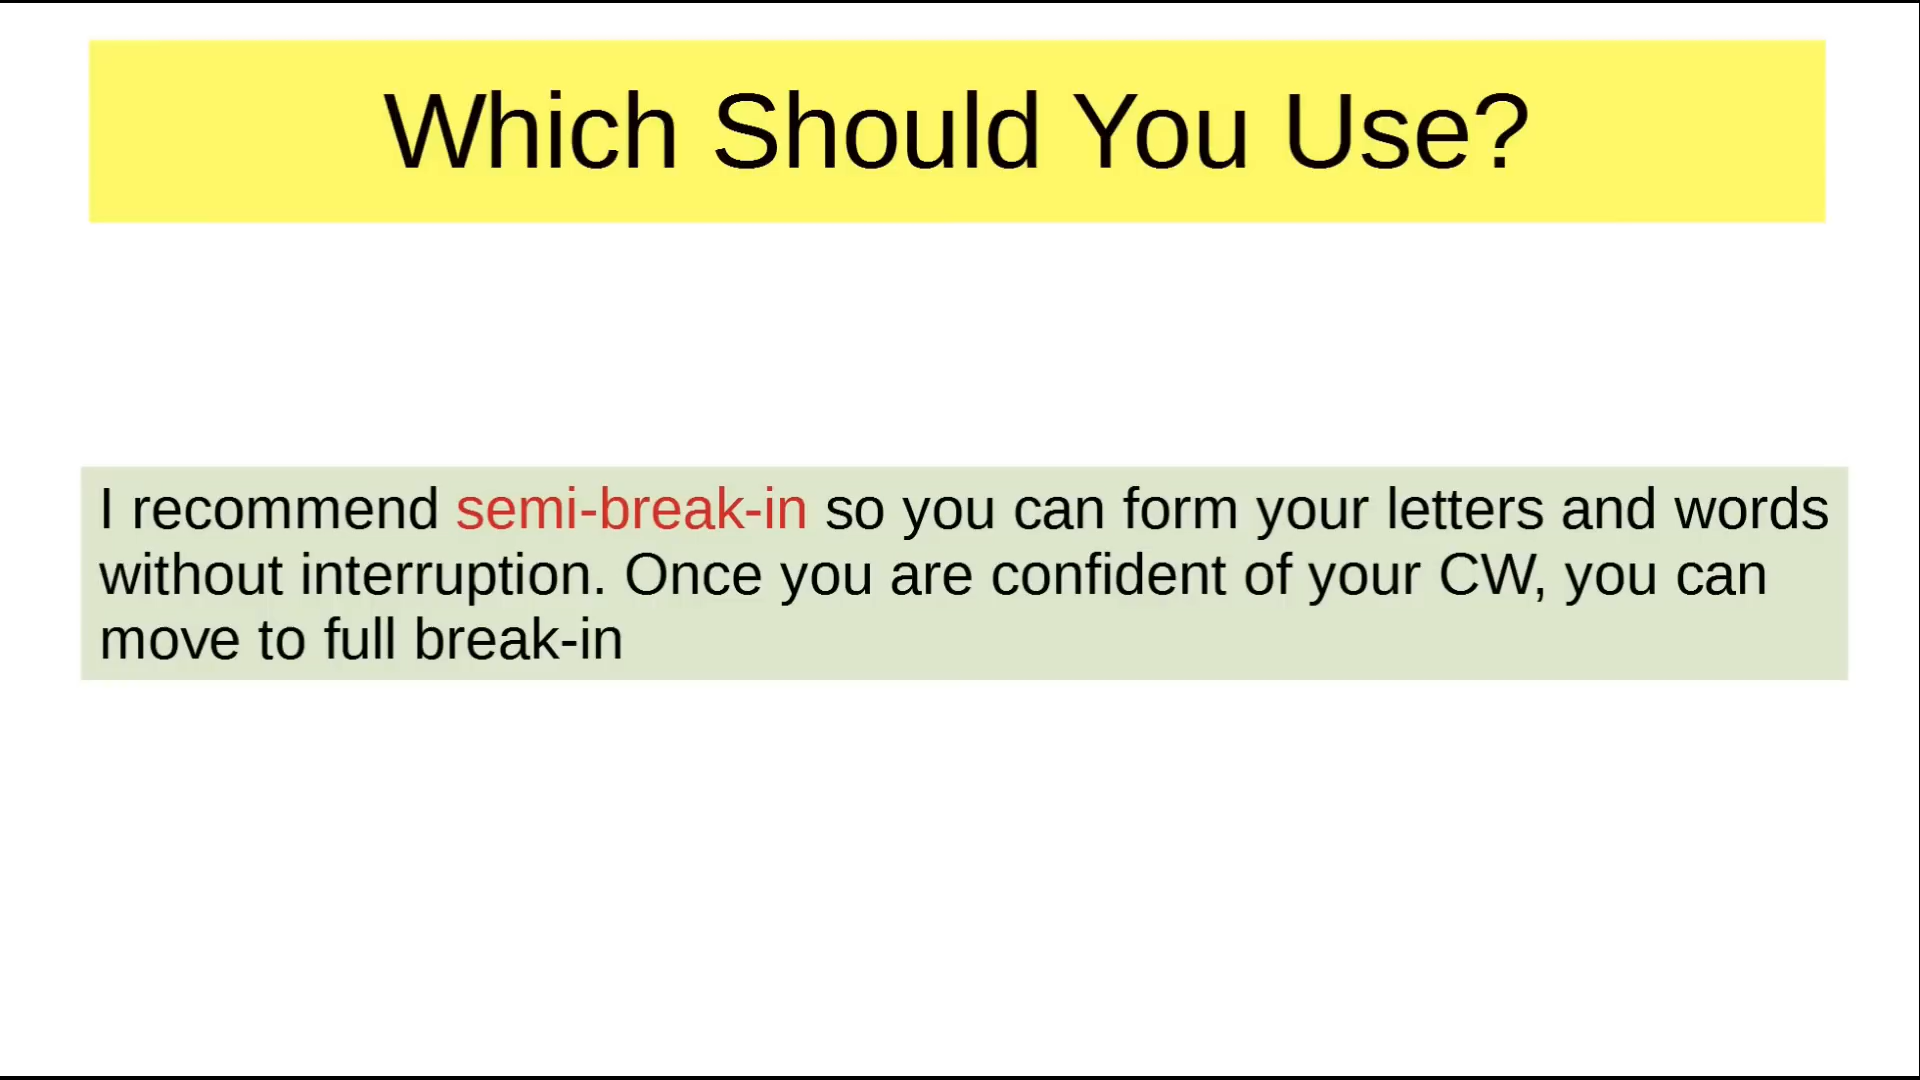 Which Should You Use?
I recommend semi-break-in so you can form your letters and words
without interruption. Once you are confident of your CW, you can
move to full break-in